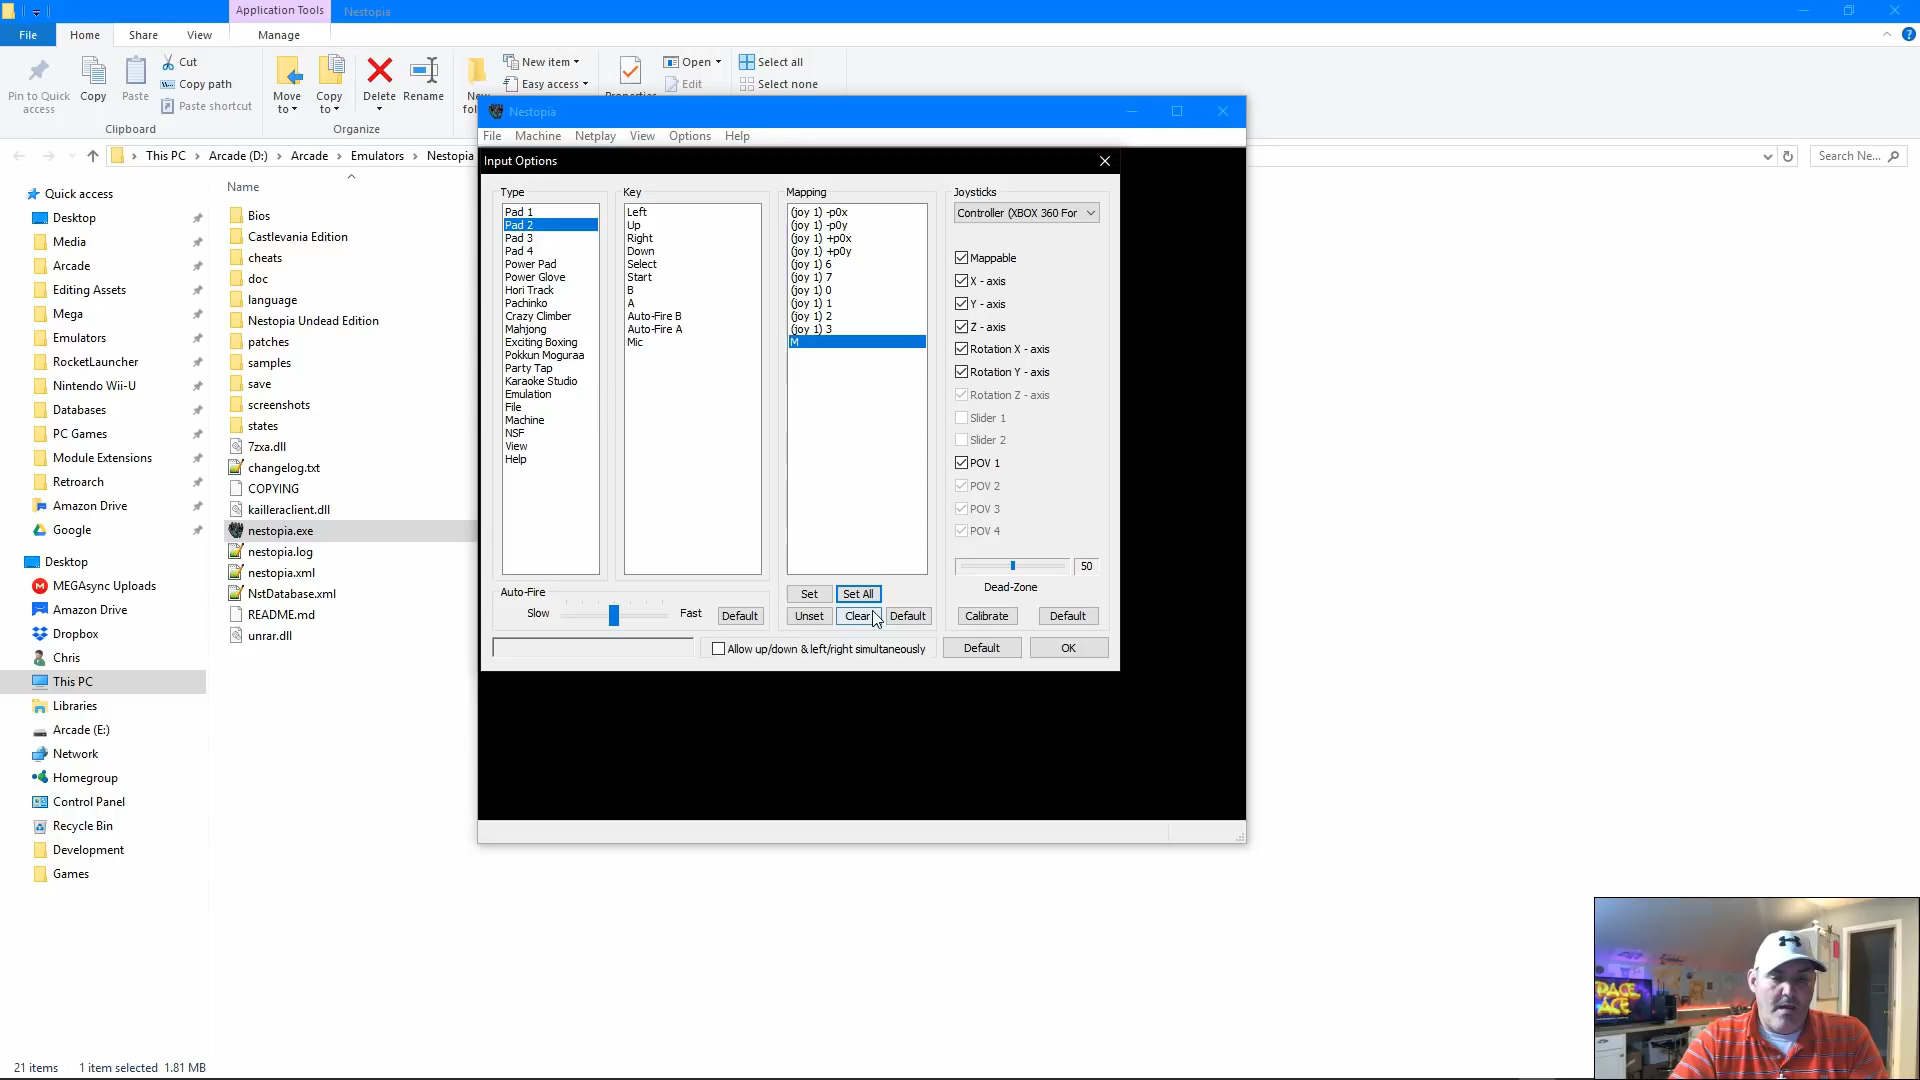 Application Tools
Nestopia
File
Home
Share
View
Manage
Pin to Quick access
Copy
Paste
Cut
Copy path
Paste shortcut
Clipboard
Move to
Copy to
Delete
Rename
Organize
New item
Easy access
Open
Edit
Select all
Select none
This PC
Arcade (D:)
Arcade
Emulators
Nestopia
Search Ne...
Quick access
Desktop
Media
Arcade
Editing Assets
Mega
Emulators
RocketLauncher
Nintendo Wii-U
Databases
PC Games
Module Extensions
Retroarch
Amazon Drive
Google
Desktop
MEGAsync Uploads
Amazon Drive
Dropbox
Chris
This PC
Libraries
Arcade (E:)
Network
Homegroup
Control Panel
Recycle Bin
Development
Games
21 items
1 item selected 1.81 MB
Name
Bios
Castlevania Edition
cheats
doc
language
Nestopia Undead Edition
patches
samples
save
screenshots
states
7zxa.dll
changelog.txt
COPYING
kailleraclient.dll
nestopia.exe
nestopia.log
nestopia.xml
NstDatabase.xml
README.md
unrar.dll
Nestopia
File
Machine
Netplay
View
Options
Help
Input Options
Type
Pad 1
Pad 2
Pad 3
Pad 4
Power Pad
Power Glove
Hori Track
Pachinko
Crazy Climber
Mahjong
Exciting Boxing
Pokkun Moguraa
Party Tap
Karaoke Studio
Emulation
File
Machine
NSF
View
Help
Key
Left
Up
Right
Down
Select
Start
B
A
Auto-Fire B
Auto-Fire A
Mic
Mapping
(joy 1) -p0x
(joy 1) -p0y
(joy 1) +p0x
(joy 1) +p0y
(joy 1) 6
(joy 1) 7
(joy 1) 0
(joy 1) 1
(joy 1) 2
(joy 1) 3
M
Set
Set All
Unset
Clear
Default
Joysticks
Controller (XBOX 360 For
Mappable
X - axis
Y - axis
Z - axis
Rotation X - axis
Rotation Y - axis
Rotation Z - axis
Slider 1
Slider 2
POV 1
POV 2
POV 3
POV 4
50
Dead-Zone
Calibrate
Default
Auto-Fire
Slow
Fast
Default
Allow up/down & left/right simultaneously
Default
OK
SPACE
ACE